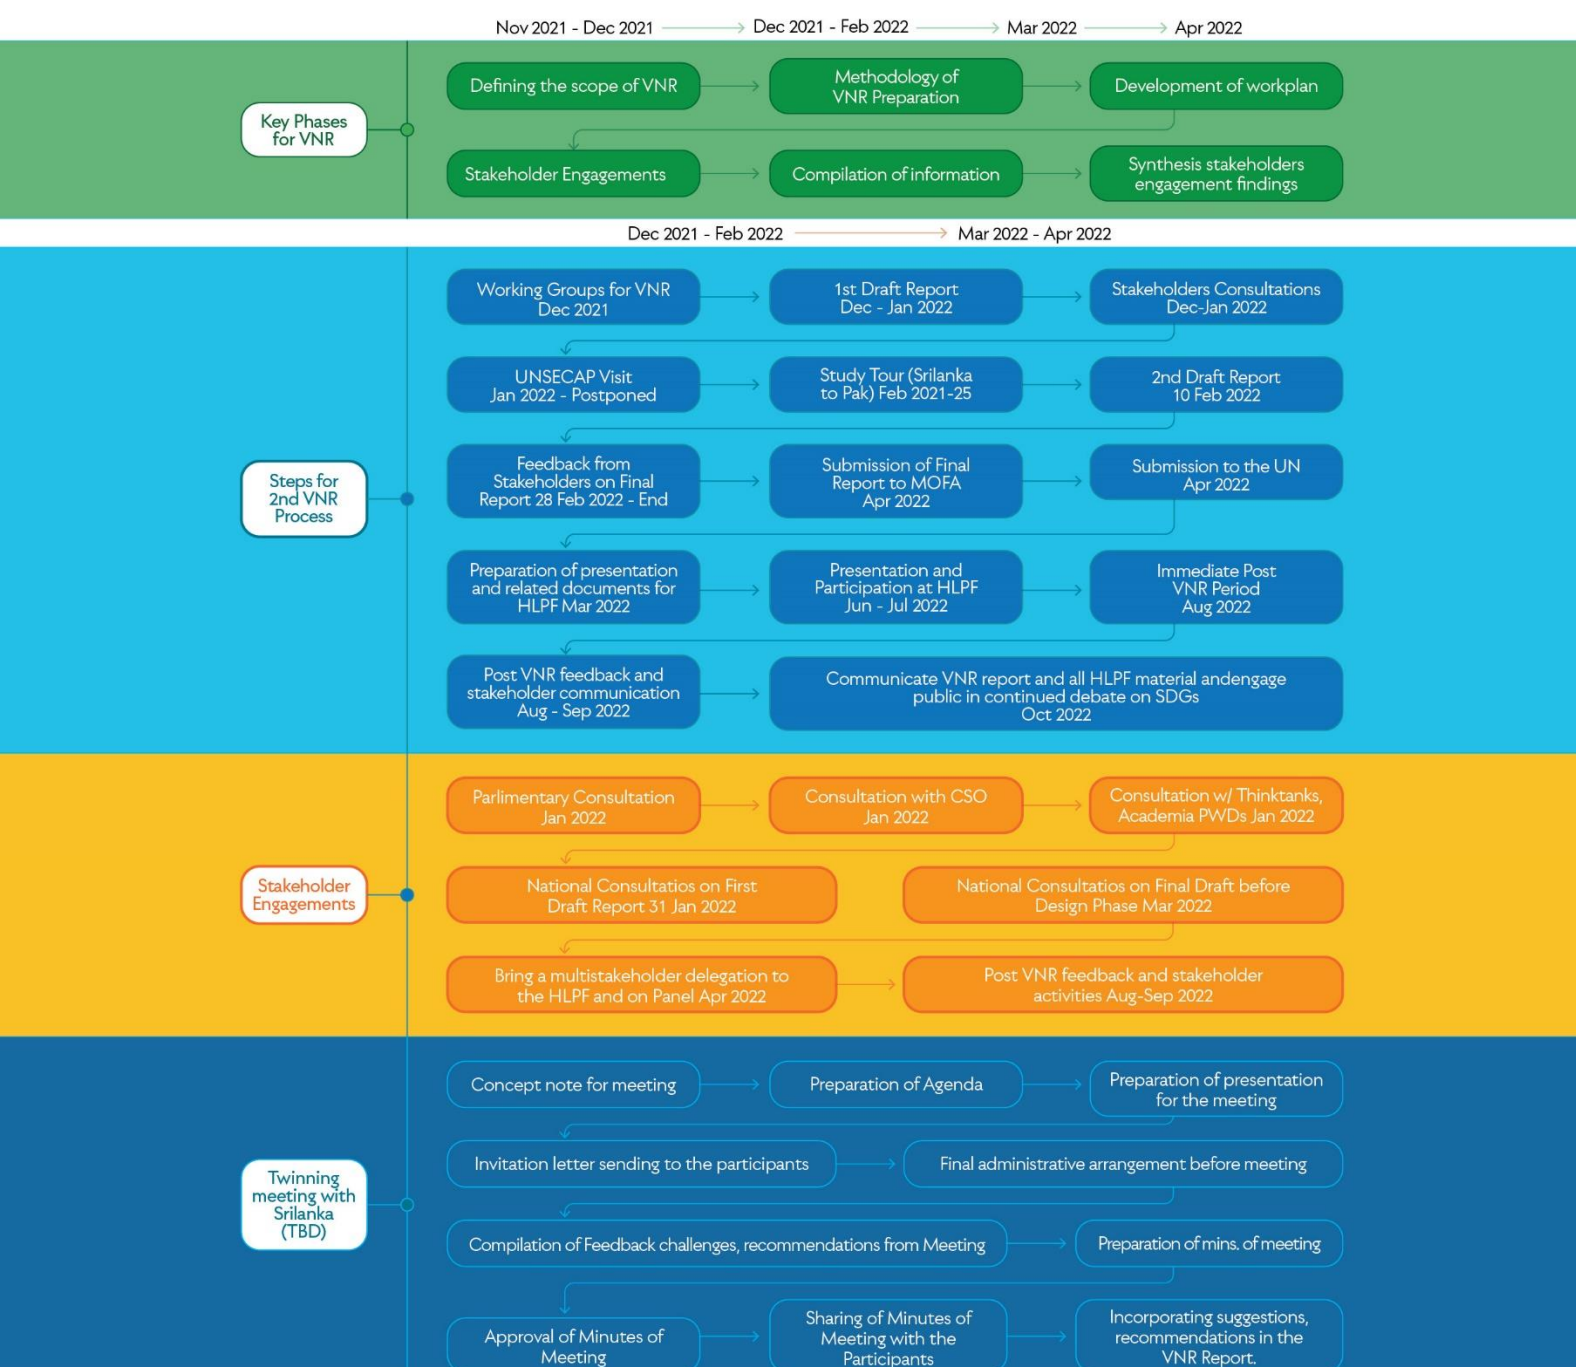 Nov 2021 - Dec 2021
Dec 2021 - Feb 2022
Mar 2022
Apr 2022
Key Phases
for VNR
Defining the scope of VNR
Methodology of
VNR Preparation
Development of workplan
Stakeholder Engagements
Compilation of information
Synthesis stakeholders
engagement findings
Dec 2021 - Feb 2022
Mar 2022 - Apr 2022
Steps for
2nd VNR
Process
Working Groups for VNR
Dec 2021
1st Draft Report
Dec - Jan 2022
Stakeholders Consultations
Dec-Jan 2022
UNSECAP Visit
Jan 2022 - Postponed
Study Tour (Srilanka
to Pak) Feb 2021-25
2nd Draft Report
10 Feb 2022
Feedback from
Stakeholders on Final
Report 28 Feb 2022 - End
Submission of Final
Report to MOFA
Apr 2022
Submission to the UN
Apr 2022
Preparation of presentation
and related documents for
HLPF Mar 2022
Presentation and
Participation at HLPF
Jun - Jul 2022
Immediate Post
VNR Period
Aug 2022
Post VNR feedback and
stakeholder communication
Aug - Sep 2022
Communicate VNR report and all HLPF material andengage
public in continued debate on SDGs
Oct 2022
Stakeholder
Engagements
Parlimentary Consultation
Jan 2022
Consultation with CSO
Jan 2022
Consultation w/ Thinktanks,
Academia PWDs Jan 2022
National Consultatios on First
Draft Report 31 Jan 2022
National Consultatios on Final Draft before
Design Phase Mar 2022
Bring a multistakeholder delegation to
the HLPF and on Panel Apr 2022
Post VNR feedback and stakeholder
activities Aug-Sep 2022
Twinning
meeting with
Srilanka
(TBD)
Concept note for meeting
Preparation of Agenda
Preparation of presentation
for the meeting
Invitation letter sending to the participants
Final administrative arrangement before meeting
Compilation of Feedback challenges, recommendations from Meeting
Preparation of mins. of meeting
Approval of Minutes of
Meeting
Sharing of Minutes of
Meeting with the
Participants
Incorporating suggestions,
recommendations in the
VNR Report.